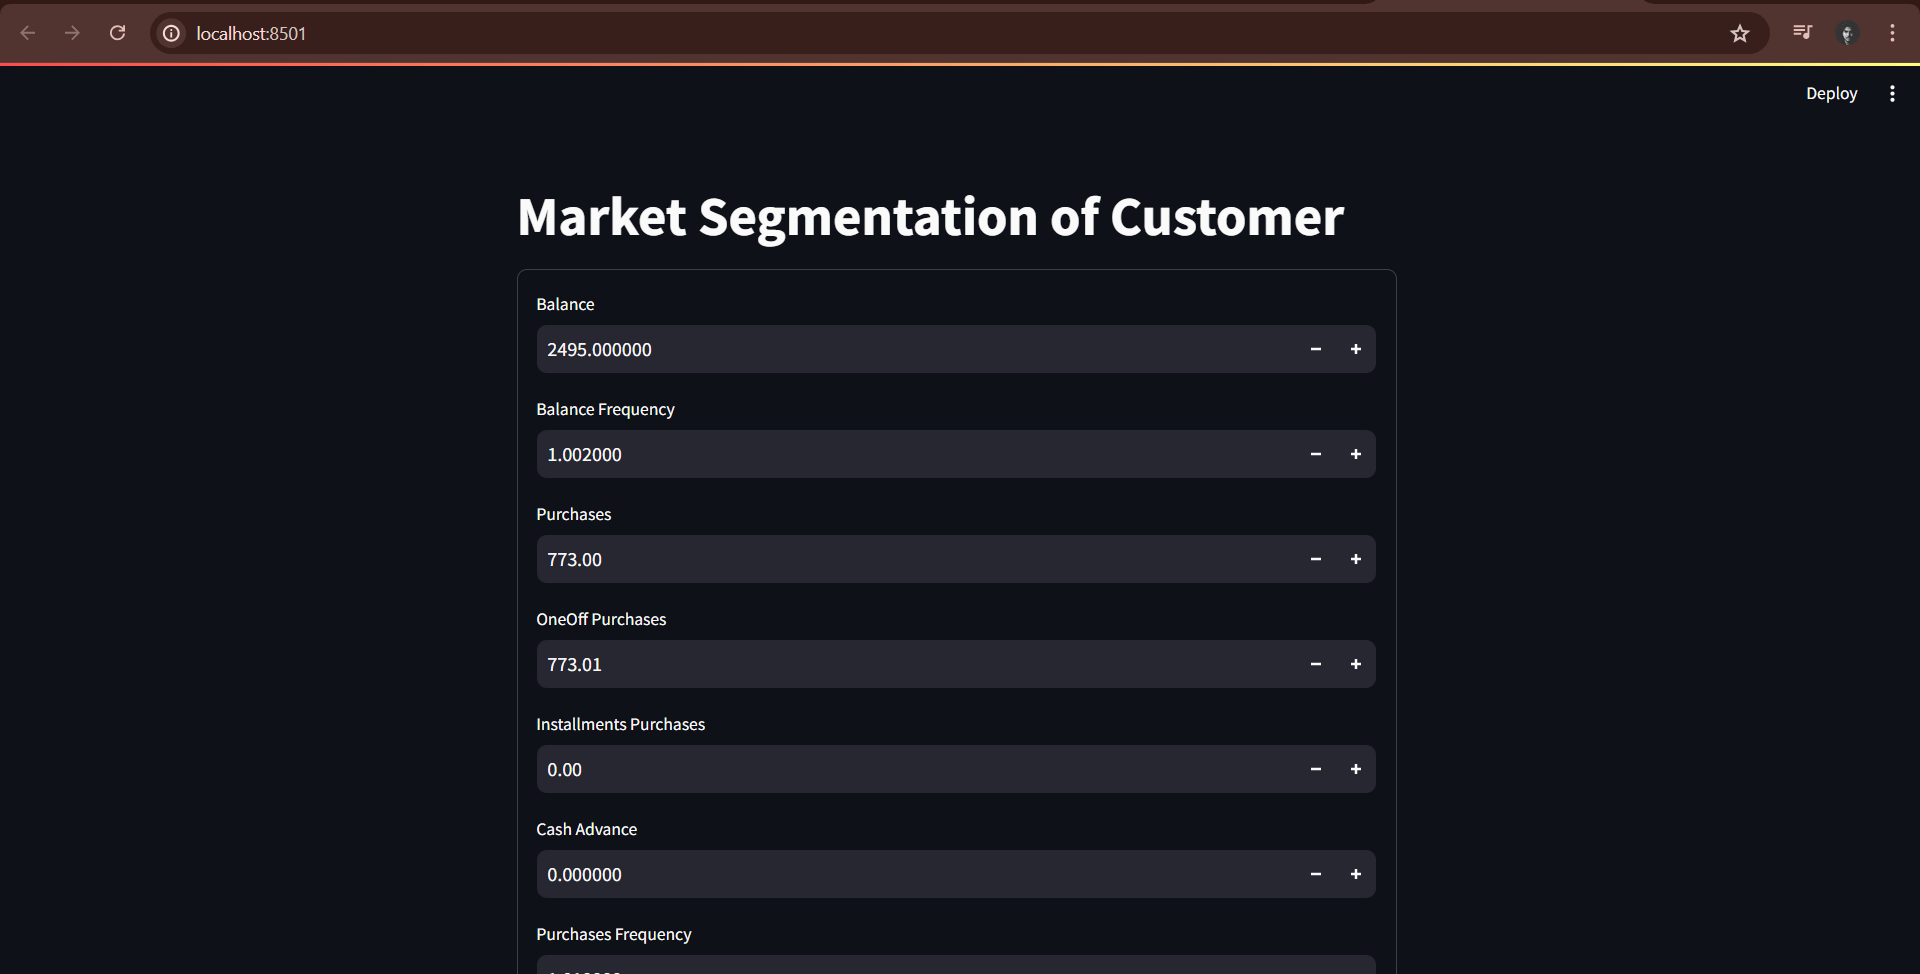 localhost:8501
Deploy
Market Segmentation of Customer
Balance
2495.000000
Balance Frequency
1.002000
Purchases
773.00
OneOff Purchases
773.01
Installments Purchases
0.00
Cash Advance
0.000000
Purchases Frequency